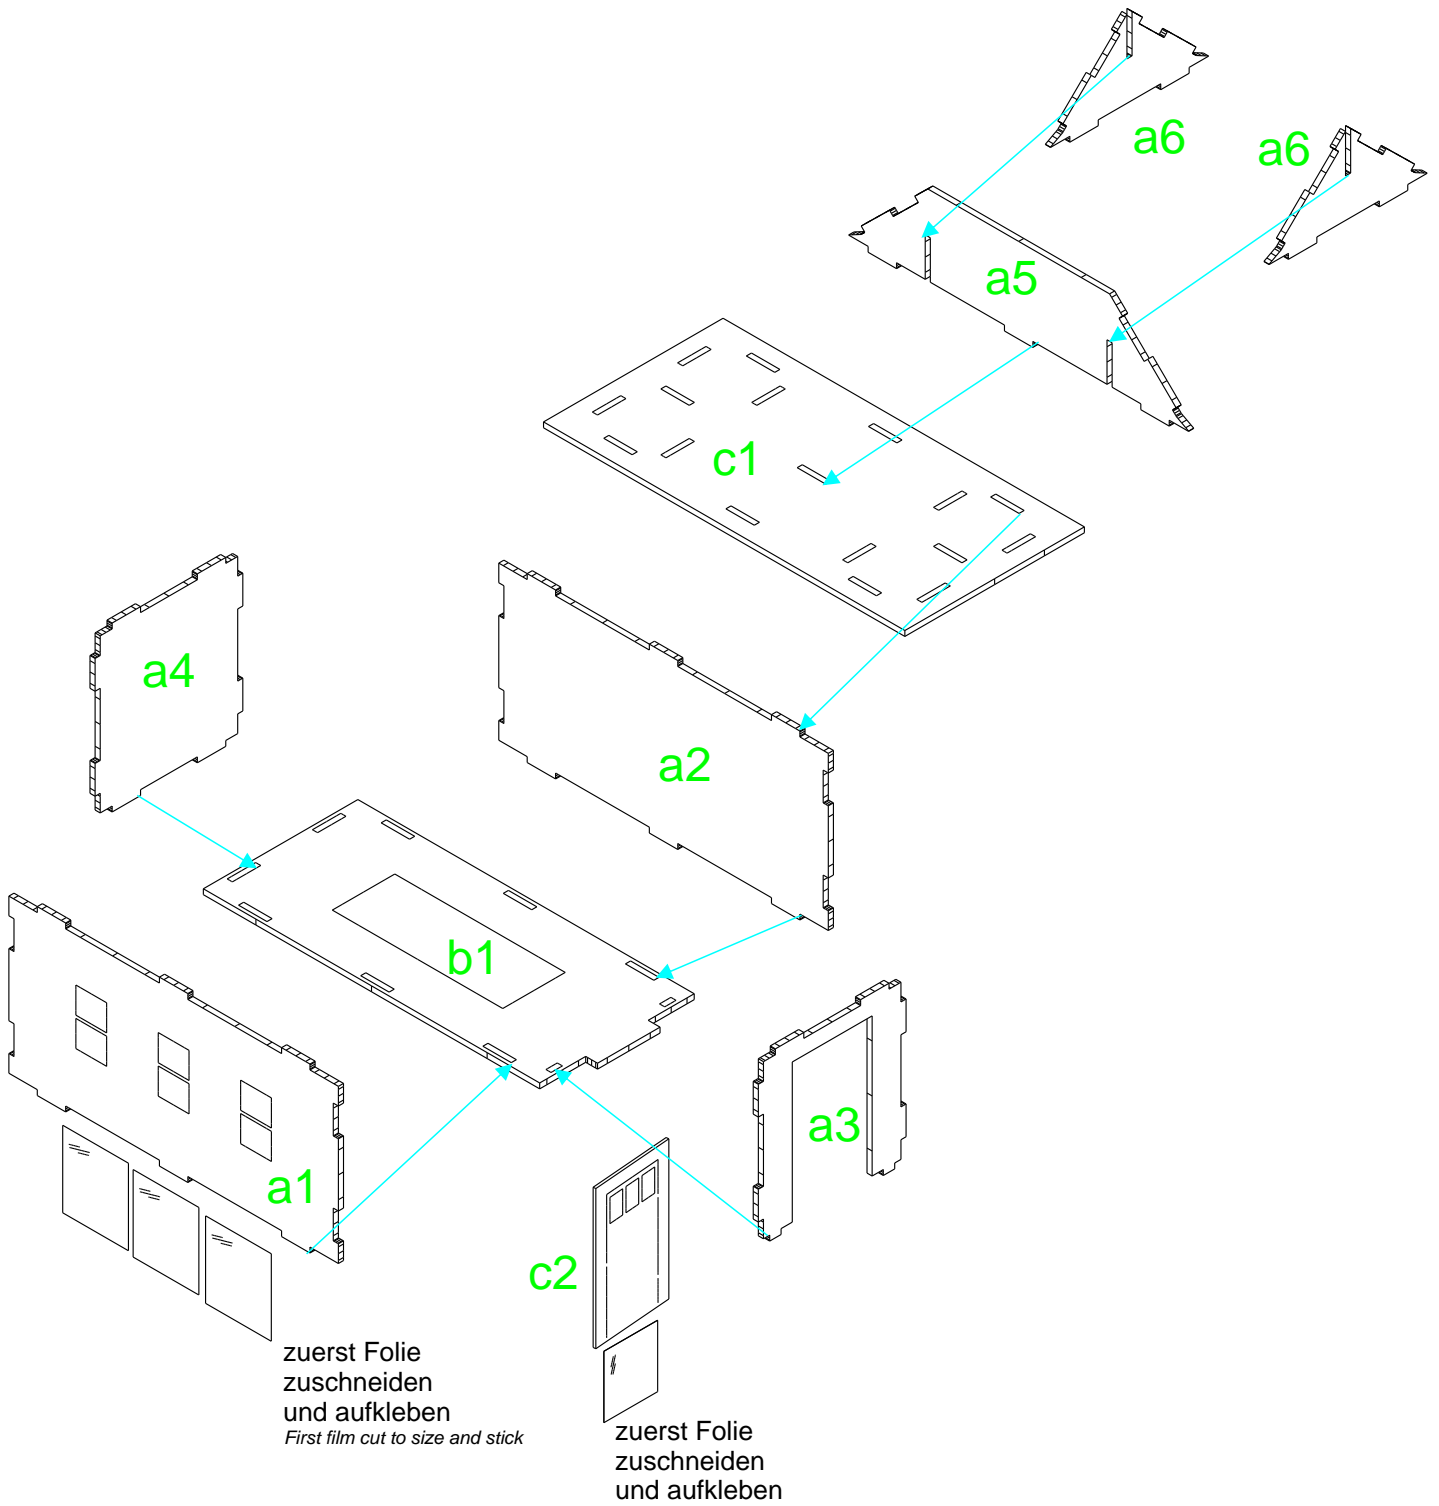 a6
a6
a5
c1
a4
a2
b1
a3
a1
c2
zuerst Folie
zuschneiden
und aufkleben
First film cut to size and stick
zuerst Folie
zuschneiden
und aufkleben